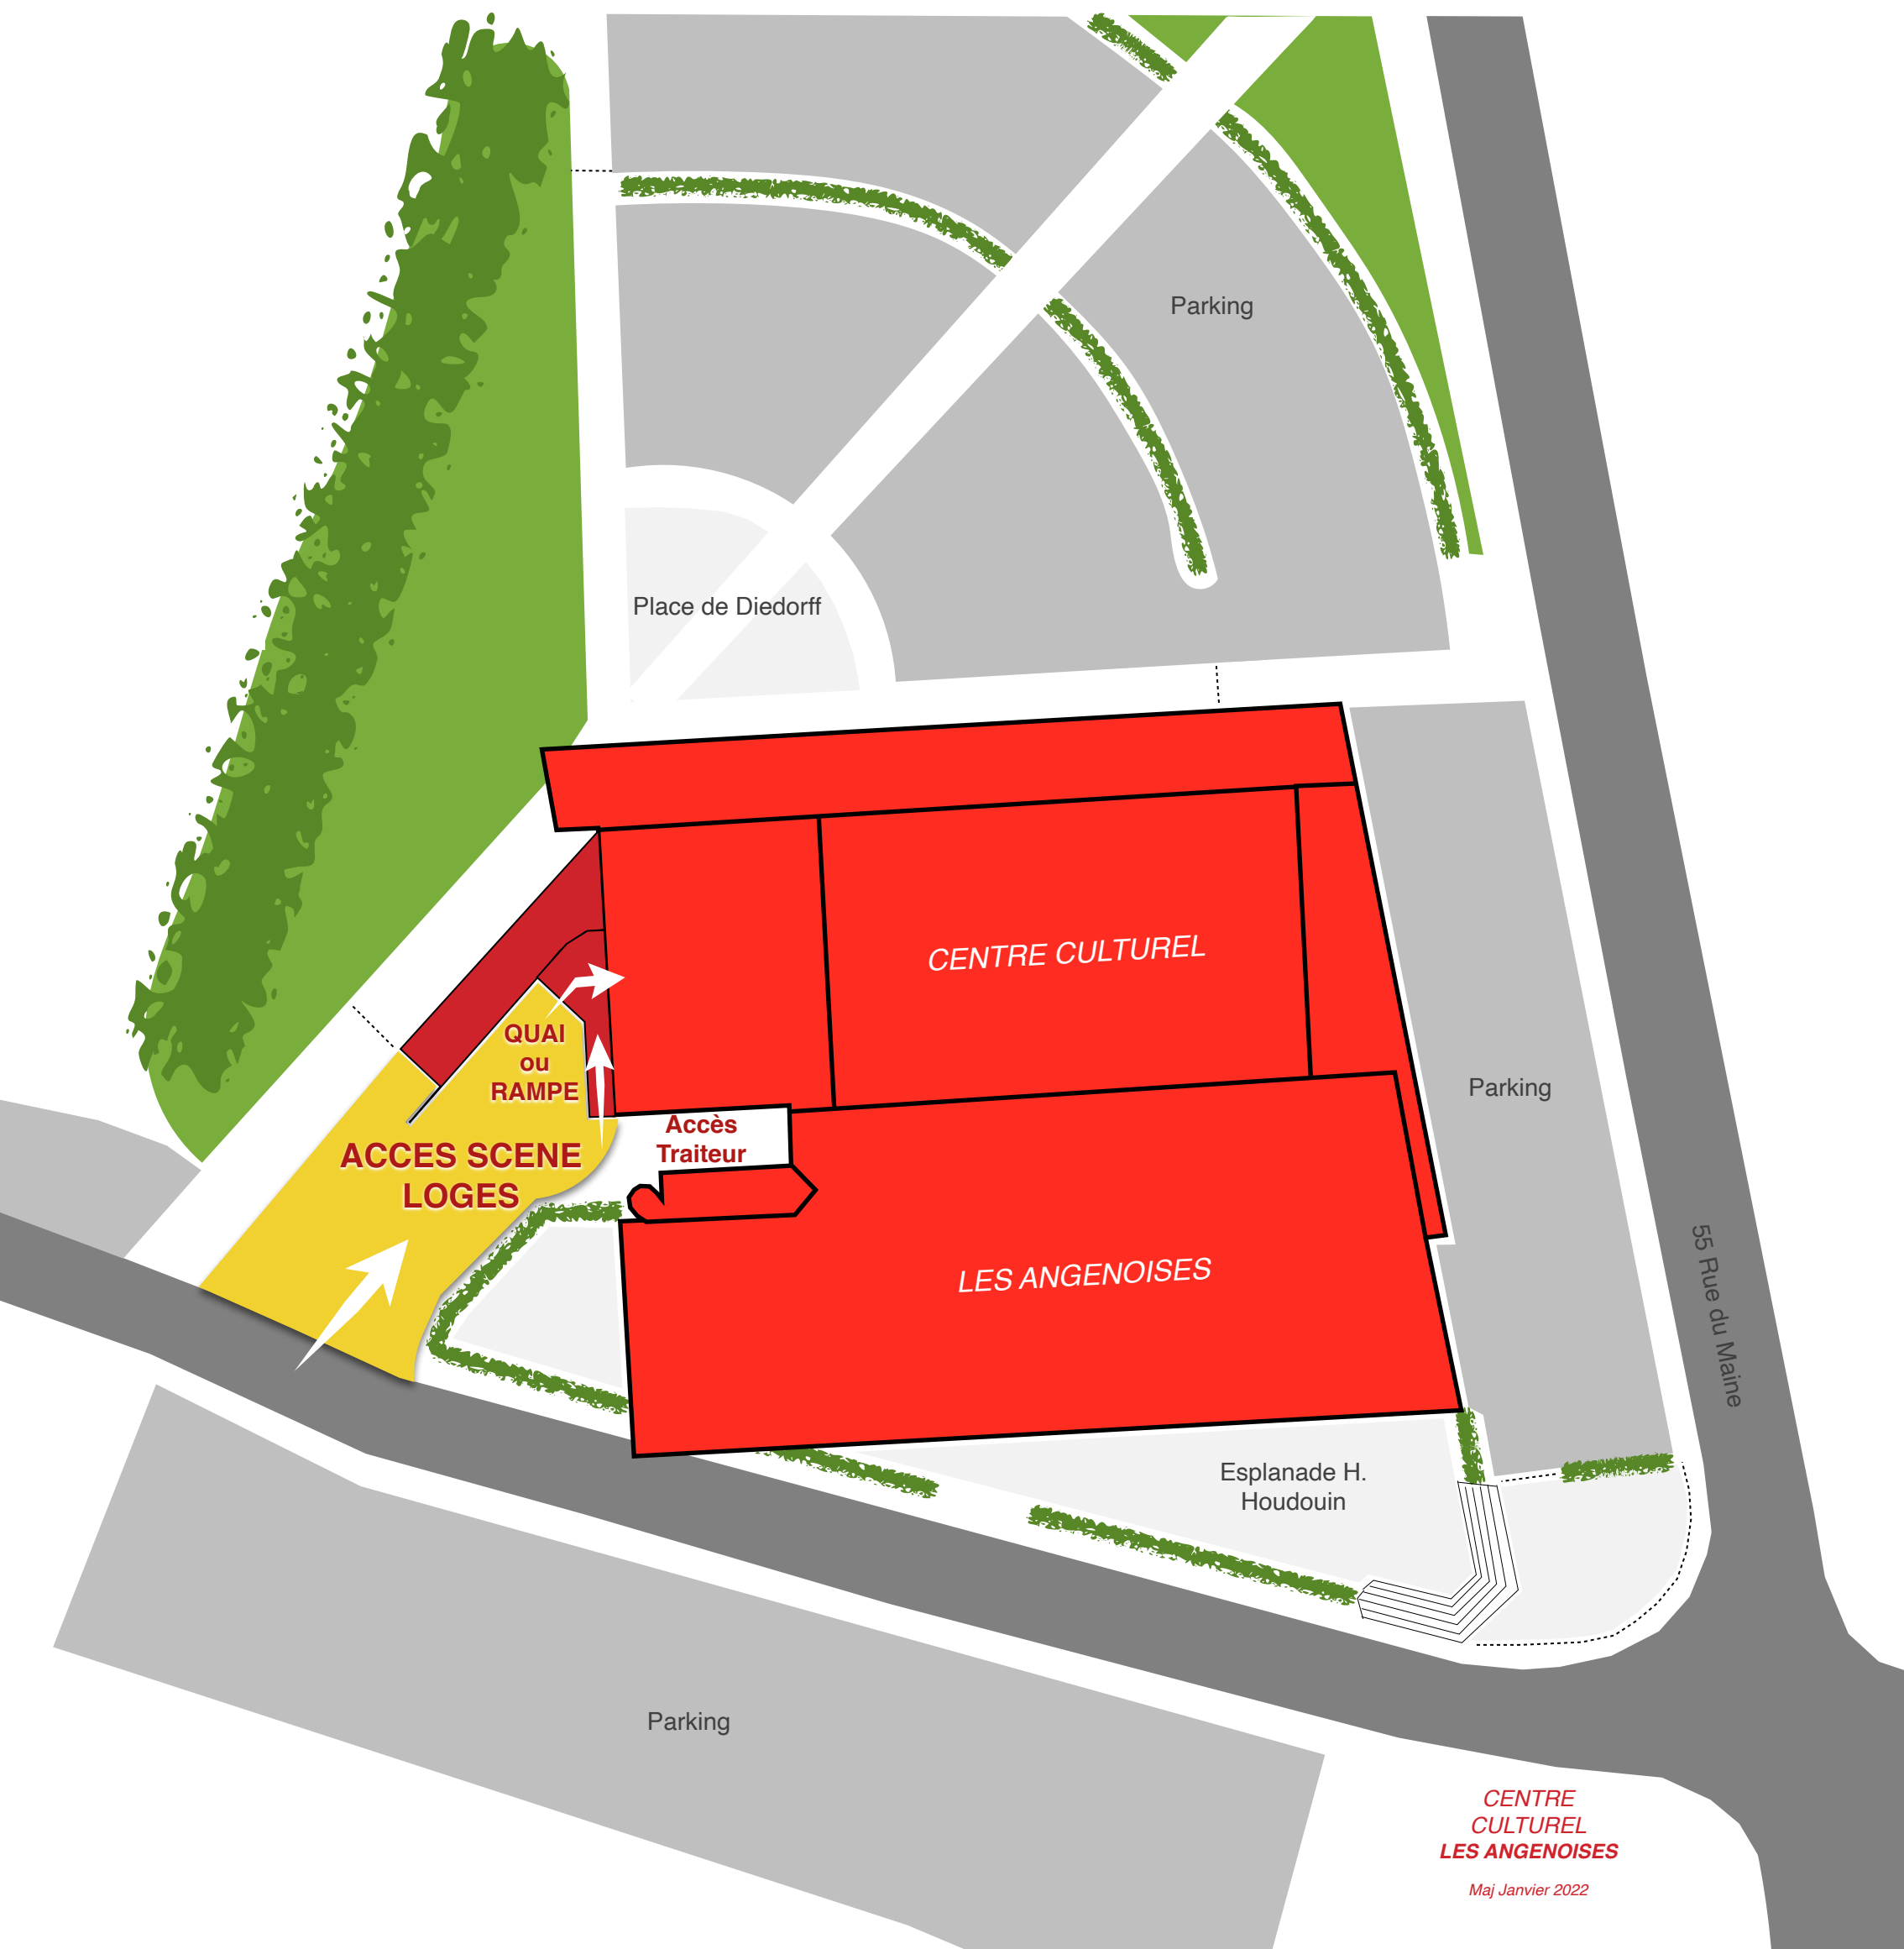 Parking
Place de Diedorff
CENTRE CULTUREL
QUAI
ou
RAMPE
Parking
Accès
Traiteur
ACCES SCENE
LOGES
LES ANGENOISES
55 Rue du Maine
Esplanade H.
Houdouin
Parking
CENTRE
CULTUREL
LES ANGENOISES
Maj Janvier 2022